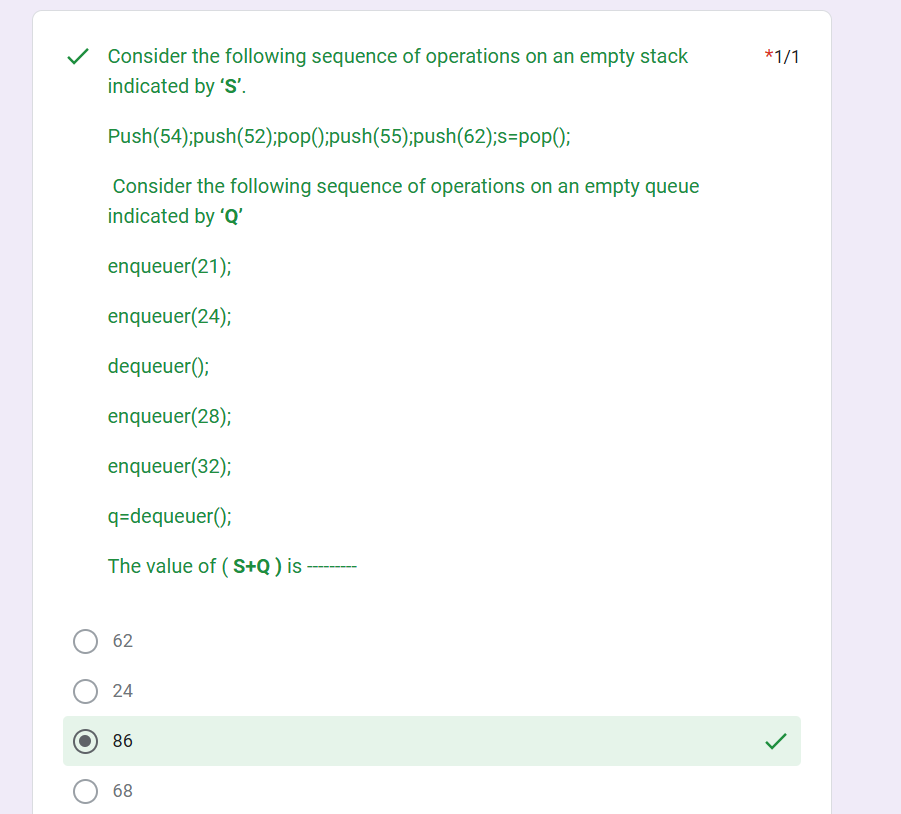 Consider the following sequence of operations on an empty stack
*1/1
indicated by ‘S’.
Push(54);push(52);pop();push(55);push(62);s=pop();
Consider the following sequence of operations on an empty queue
indicated by ‘Q’
enqueuer(21);
enqueuer(24);
dequeuer();
enqueuer(28);
enqueuer(32);
q=dequeuer();
The value of ( S+Q ) is ---------
62
24
86
68